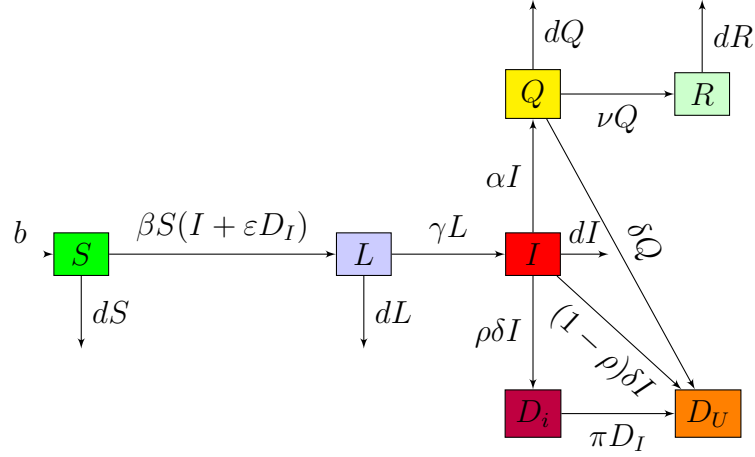 dQ
dR
Q
νQ
R
αI
b
S
βS(I + εD_I)
L
γL
I
dI
δQ
dS
dL
ρδI
(1 − ρ)δI
D_i
πD_I
D_U